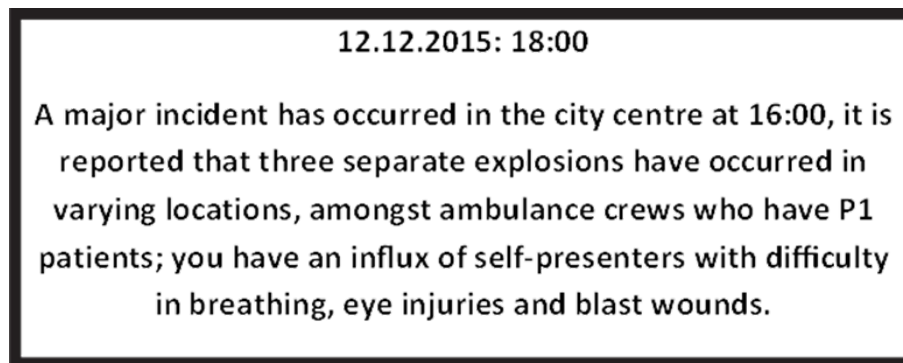 12.12.2015: 18:00
A major incident has occurred in the city centre at 16:00, it is
reported that three separate explosions have occurred in
varying locations, amongst ambulance crews who have P1
patients; you have an influx of self-presenters with difficulty
in breathing, eye injuries and blast wounds.